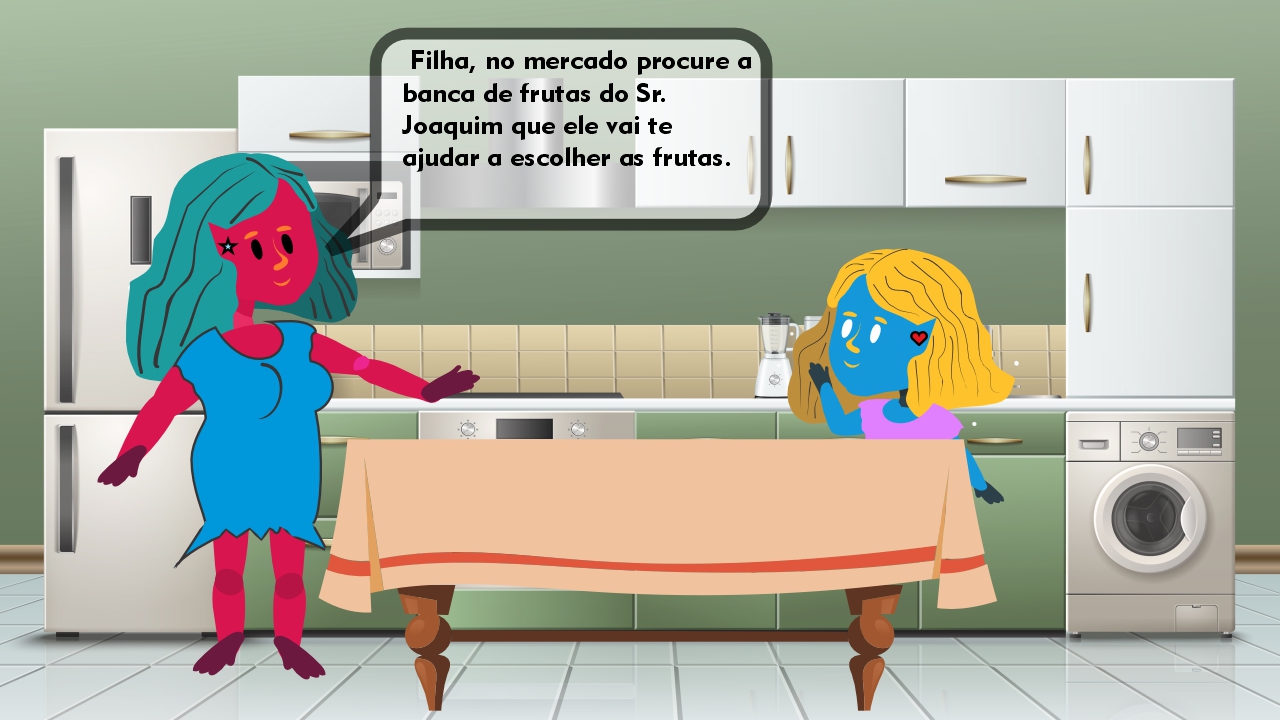 Filha, no mercado procure a
banca de frutas do Sr.
Joaquim que ele vai te
ajudar a escolher as frutas.